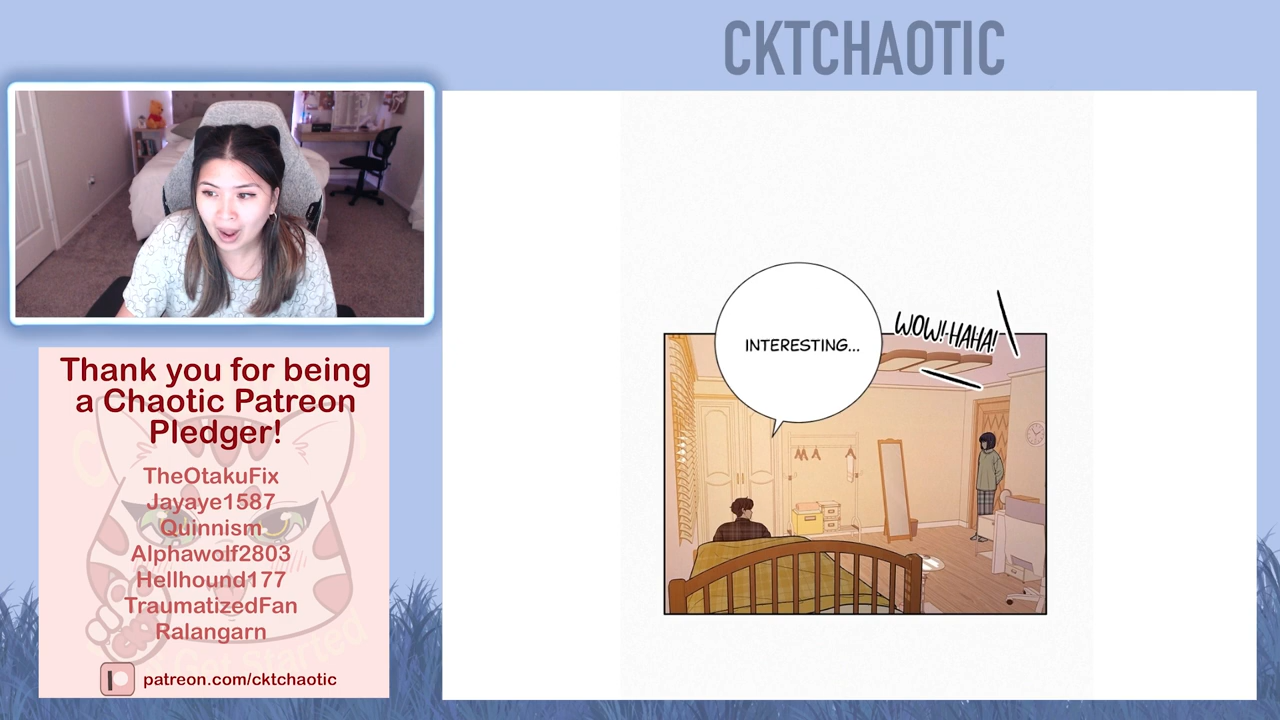 CKTCHAOTIC
Thank you for being
a Chaotic Patreon
Pledger!
TheOtakuFix
Jayaye1587
Quinnism
Alphawolf2803
Hellhound177
TraumatizedFan
Ralangarn
patreon.com/cktchaotic
INTERESTING...
WOW! HAHA!